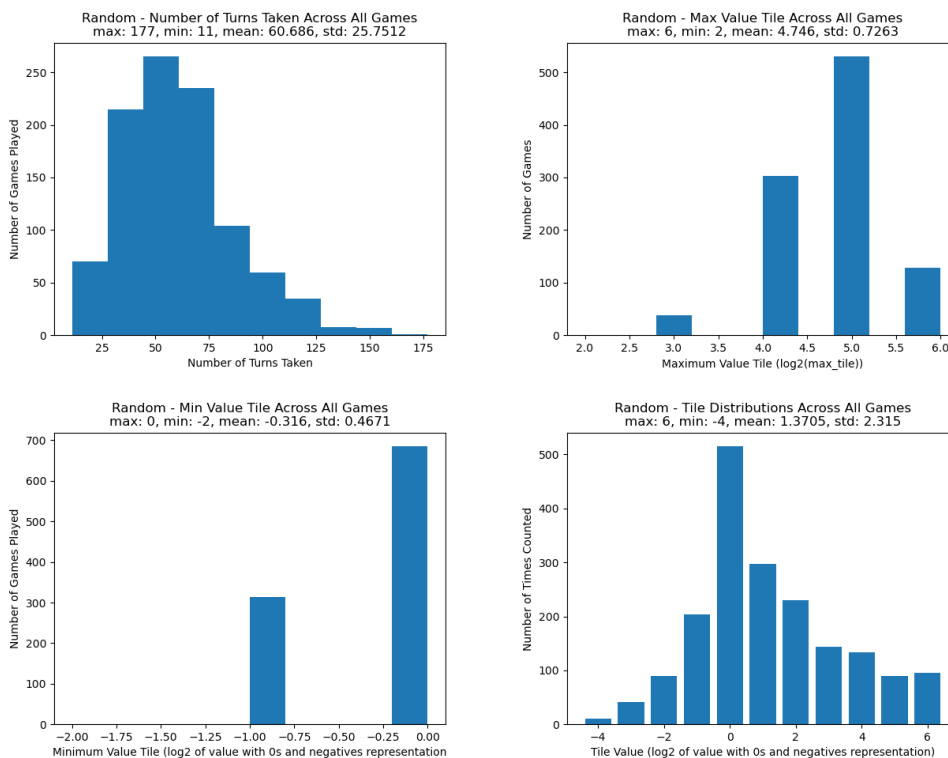 Random - Number of Turns Taken Across All Games
max: 177, min: 11, mean: 60.686, std: 25.7512
Number of Games Played
250
200
150
100
50
0
25 50 75 100 125 150 175
Number of Turns Taken
Random - Max Value Tile Across All Games
max: 6, min: 2, mean: 4.746, std: 0.7263
Number of Games
500
400
300
200
100
0
2.0 2.5 3.0 3.5 4.0 4.5 5.0 5.5 6.0
Maximum Value Tile (log2(max_tile))
Random - Min Value Tile Across All Games
max: 0, min: -2, mean: -0.316, std: 0.4671
Number of Games Played
700
600
500
400
300
200
100
0
−2.00 −1.75 −1.50 −1.25 −1.00 −0.75 −0.50 −0.25 0.00
Minimum Value Tile (log2 of value with 0s and negatives representation
Random - Tile Distributions Across All Games
max: 6, min: -4, mean: 1.3705, std: 2.315
Number of Times Counted
500
400
300
200
100
0
−4 −2 0 2 4 6
Tile Value (log2 of value with 0s and negatives representation)